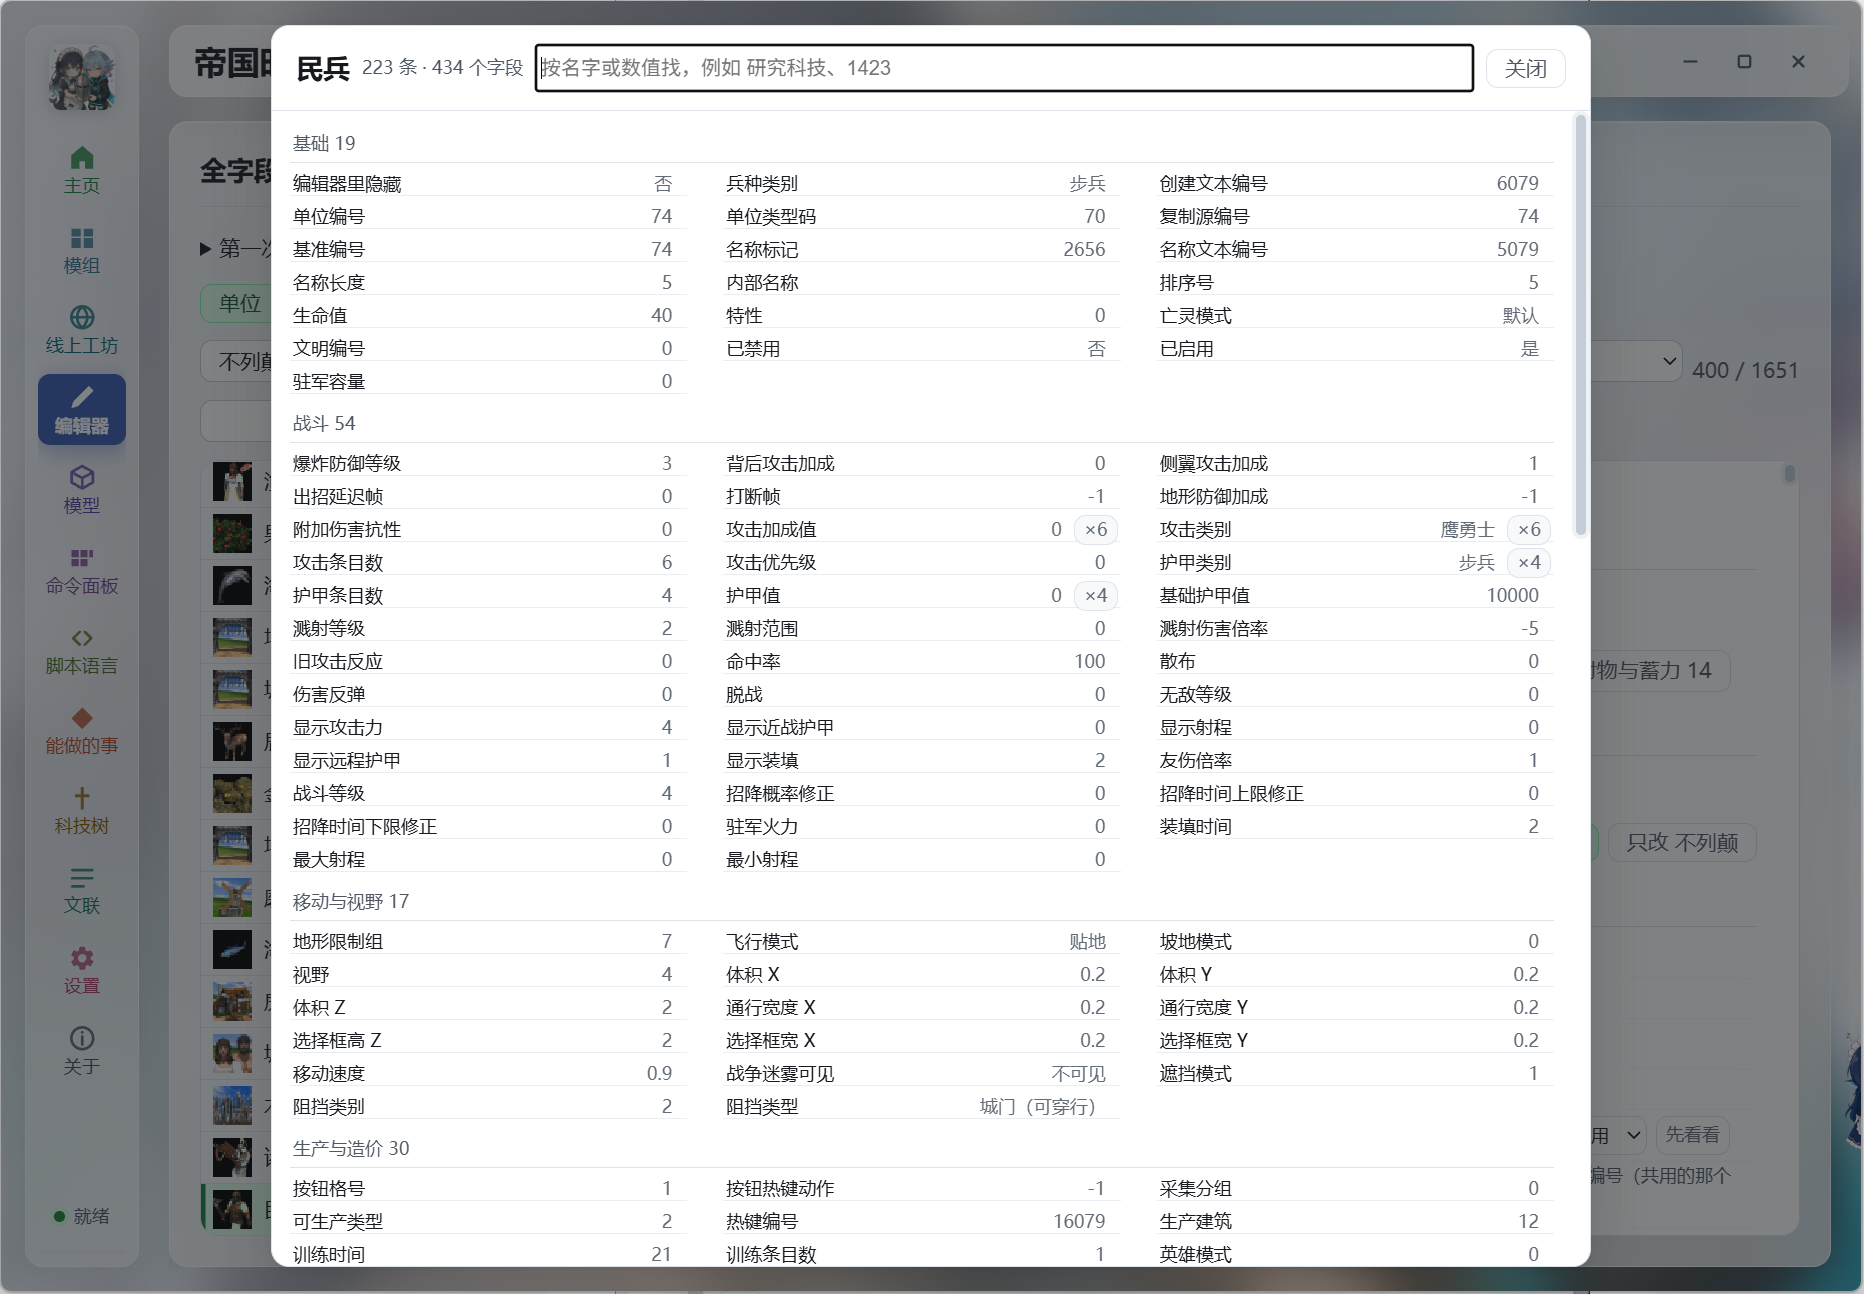 帝国
民兵 223 条 · 434 个字段 按名字或数值找，例如 研究科技、1423 关闭
主页
模组
线上工坊
编辑器
模型
命令面板
脚本语言
能做的事
科技树
文联
设置
关于
就绪
全字段
第一次
单位
不列颠
400 / 1651
物与蓄力 14
只改 不列颠
用 先看看
编号（共用的那个
基础 19
编辑器里隐藏 否 兵种类别 步兵 创建文本编号 6079
单位编号 74 单位类型码 70 复制源编号 74
基准编号 74 名称标记 2656 名称文本编号 5079
名称长度 5 内部名称 排序号 5
生命值 40 特性 0 亡灵模式 默认
文明编号 0 已禁用 否 已启用 是
驻军容量 0
战斗 54
爆炸防御等级 3 背后攻击加成 0 侧翼攻击加成 1
出招延迟帧 0 打断帧 -1 地形防御加成 -1
附加伤害抗性 0 攻击加成值 0 ×6 攻击类别 鹰勇士 ×6
攻击条目数 6 攻击优先级 0 护甲类别 步兵 ×4
护甲条目数 4 护甲值 0 ×4 基础护甲值 10000
溅射等级 2 溅射范围 0 溅射伤害倍率 -5
旧攻击反应 0 命中率 100 散布 0
伤害反弹 0 脱战 0 无敌等级 0
显示攻击力 4 显示近战护甲 0 显示射程 0
显示远程护甲 1 显示装填 2 友伤倍率 1
战斗等级 4 招降概率修正 0 招降时间上限修正 0
招降时间下限修正 0 驻军火力 0 装填时间 2
最大射程 0 最小射程 0
移动与视野 17
地形限制组 7 飞行模式 贴地 坡地模式 0
视野 4 体积 X 0.2 体积 Y 0.2
体积 Z 2 通行宽度 X 0.2 通行宽度 Y 0.2
选择框高 Z 2 选择框宽 X 0.2 选择框宽 Y 0.2
移动速度 0.9 战争迷雾可见 不可见 遮挡模式 1
阻挡类别 2 阻挡类型 城门（可穿行）
生产与造价 30
按钮格号 1 按钮热键动作 -1 采集分组 0
可生产类型 2 热键编号 16079 生产建筑 12
训练时间 21 训练条目数 1 英雄模式 0